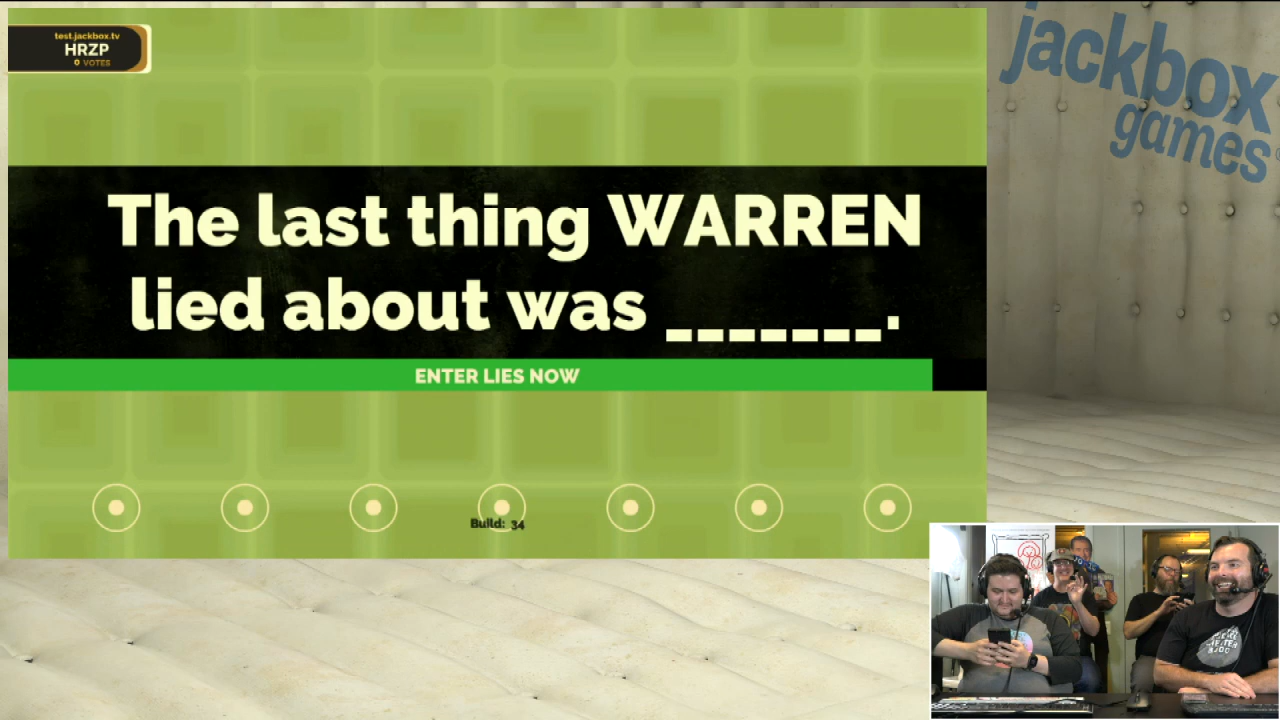 test.jackbox.tv
HRZP
0 VOTES
jackbox
games
The last thing WARREN
lied about was _______.
ENTER LIES NOW
Build: 34